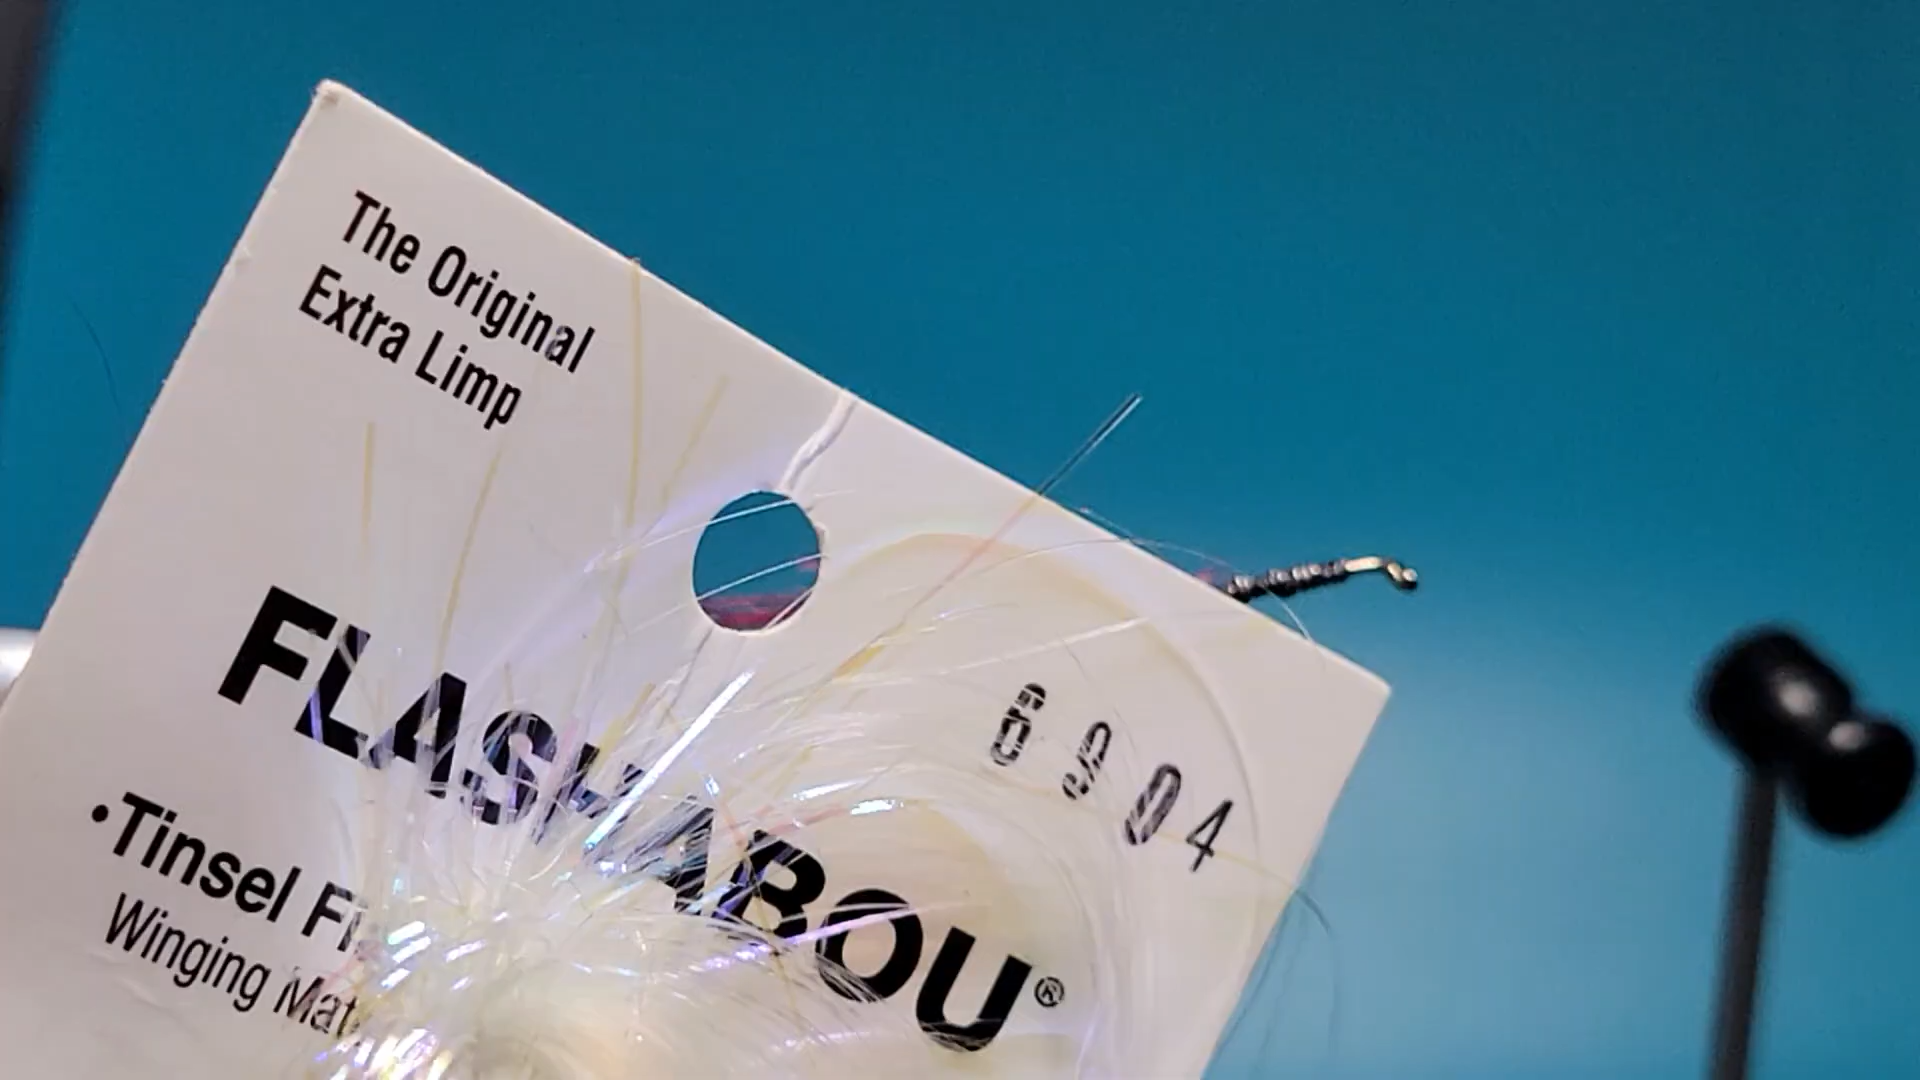 The Original
Extra Limp
FLASHABOU®
6904
•Tinsel
Winging